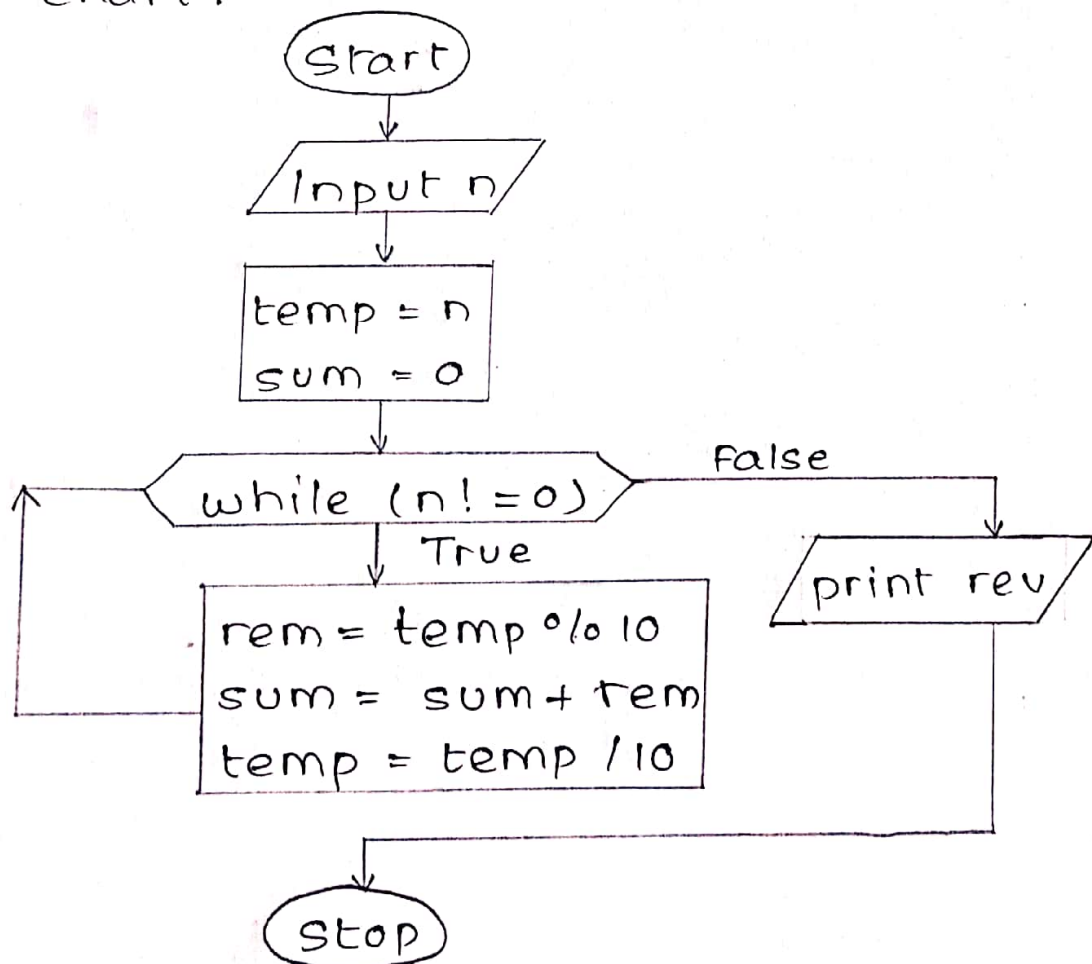 Start
Input n
temp = n
sum = 0
while (n! = 0)
False
True
print rev
rem = temp % 10
sum = sum + rem
temp = temp / 10
Stop